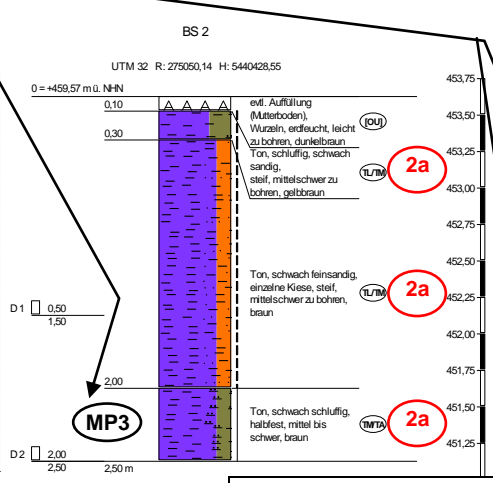 BS 2
UTM 32 R: 275050,14 H: 5440428,55
0 = +459,57 m ü. NHN
0,10
evtl. Auffüllung
(Mutterboden),
Wurzeln, erdfeucht, leicht
zu bohren, dunkelbraun
[OU]
0,30
Ton, schluffig, schwach
sandig,
steif, mittelschwer zu
bohren, gelbbraun
TL/TM
2a
Ton, schwach feinsandig,
einzelne Kiese, steif,
mittelschwer zu bohren,
braun
TL/TM
2a
D 1
0,50
1,50
2,00
Ton, schwach schluffig,
halbfest, mittel bis
schwer, braun
TM/TA
2a
MP3
D 2
2,00
2,50
2,50 m
453,75
453,50
453,25
453,00
452,75
452,50
452,25
452,00
451,75
451,50
451,25